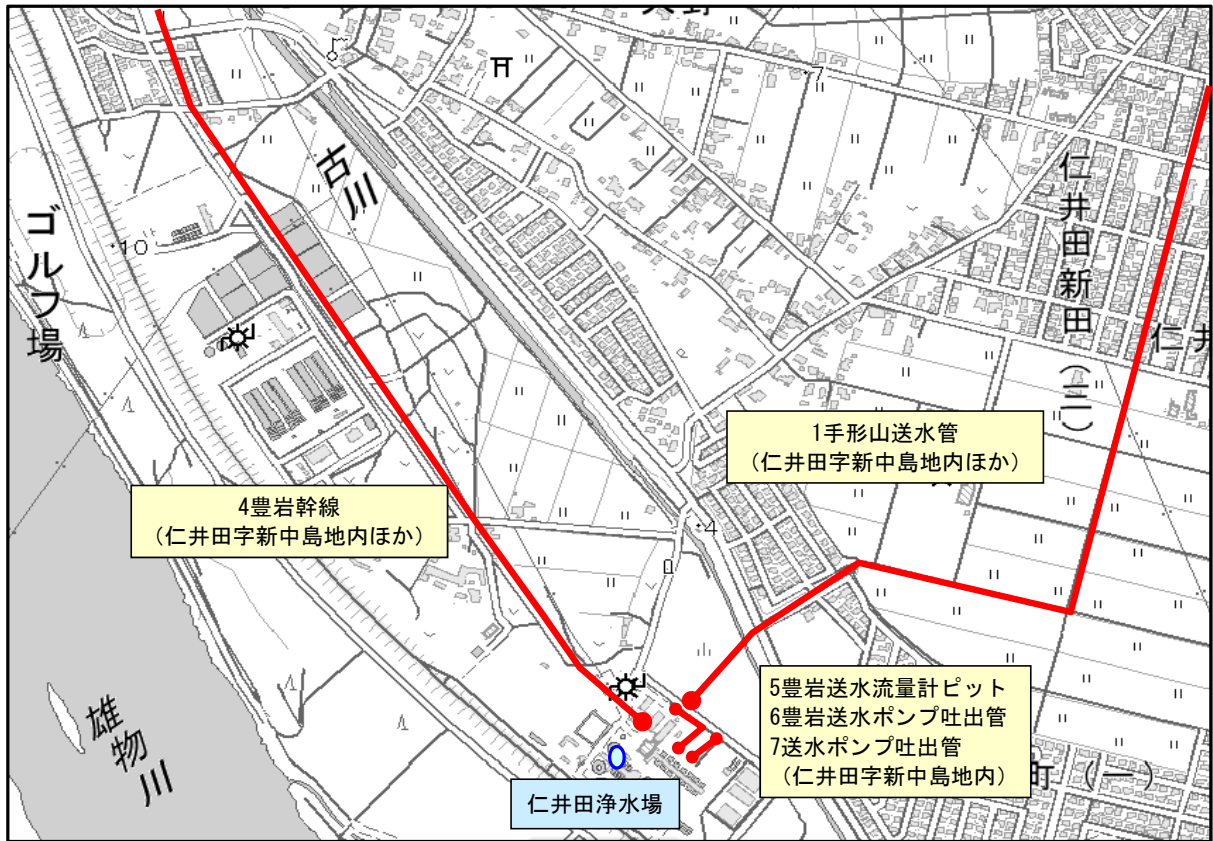 古川
ゴルフ場
10
7
仁井田新田(二)
仁井
1手形山送水管
(仁井田字新中島地内ほか)
4豊岩幹線
(仁井田字新中島地内ほか)
4
5豊岩送水流量計ピット
6豊岩送水ポンプ吐出管
7送水ポンプ吐出管
(仁井田字新中島地内)
町(一)
雄物川
仁井田浄水場